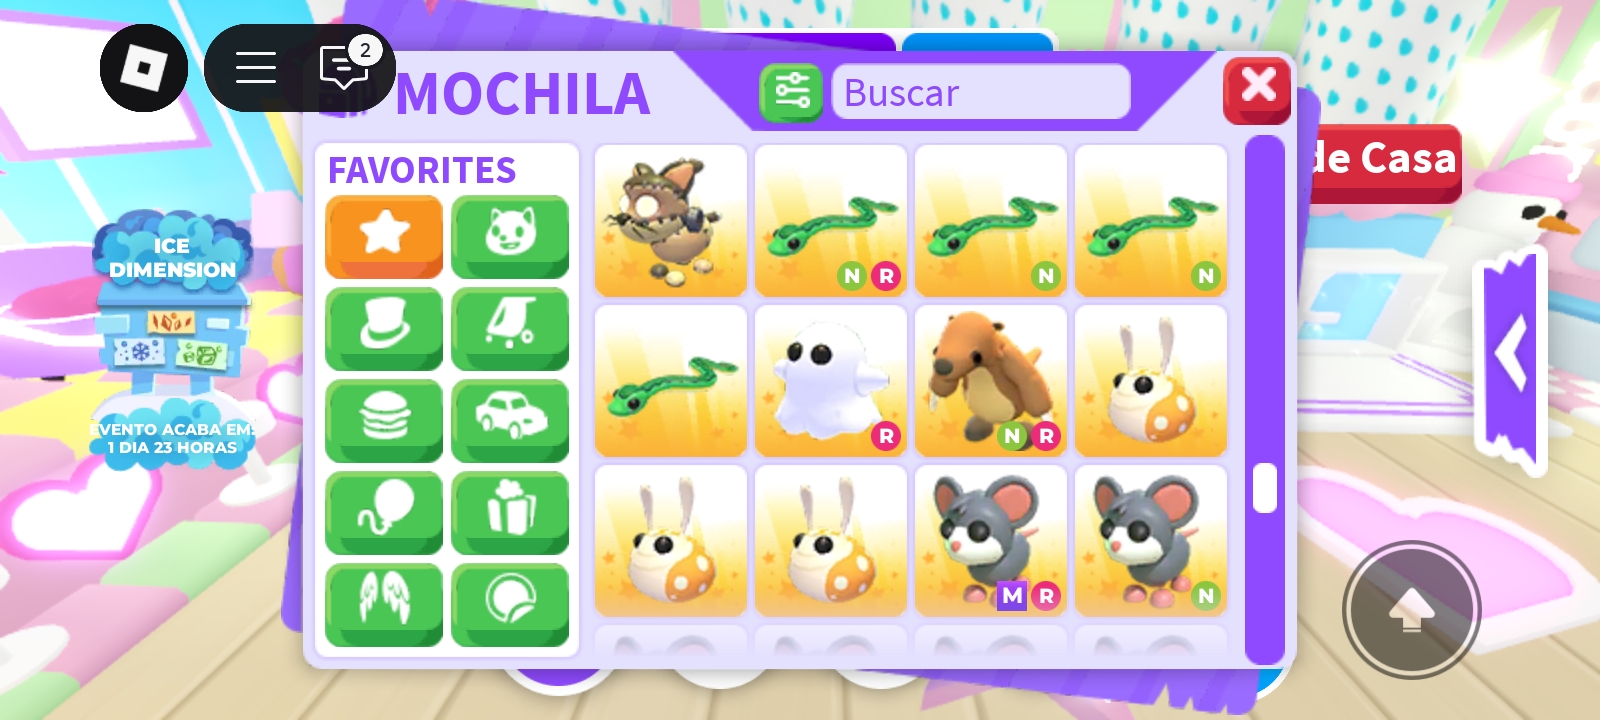 2
MOCHILA
Buscar
FAVORITES
de Casa
ICE
DIMENSION
EVENTO ACABA EM:
1 DIA 23 HORAS
N R
N
N
R
N R
M R
N